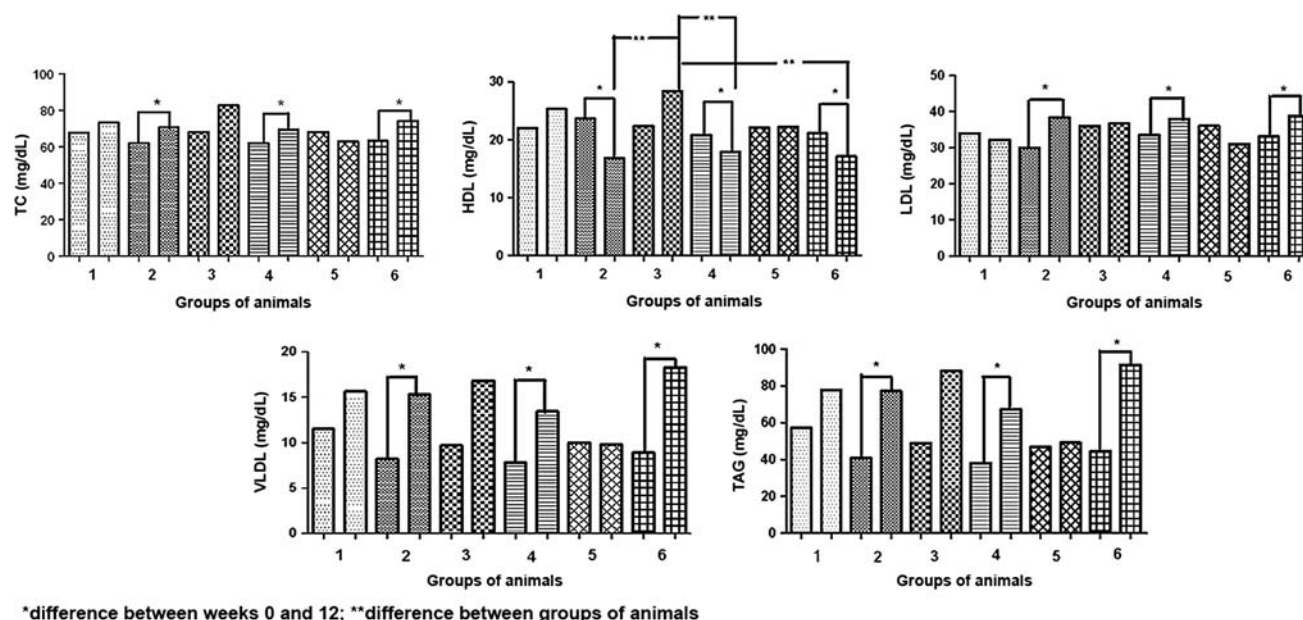 TC (mg/dL)
100
80
60
40
20
0
*
*
*
1 2 3 4 5 6
Groups of animals
HDL (mg/dL)
30
20
10
0
**
**
**
*
*
*
1 2 3 4 5 6
Groups of animals
LDL (mg/dL)
50
40
30
20
10
0
*
*
*
1 2 3 4 5 6
Groups of animals
VLDL (mg/dL)
20
15
10
5
0
*
*
*
1 2 3 4 5 6
Groups of animals
TAG (mg/dL)
100
80
60
40
20
0
*
*
*
1 2 3 4 5 6
Groups of animals
*difference between weeks 0 and 12; **difference between groups of animals